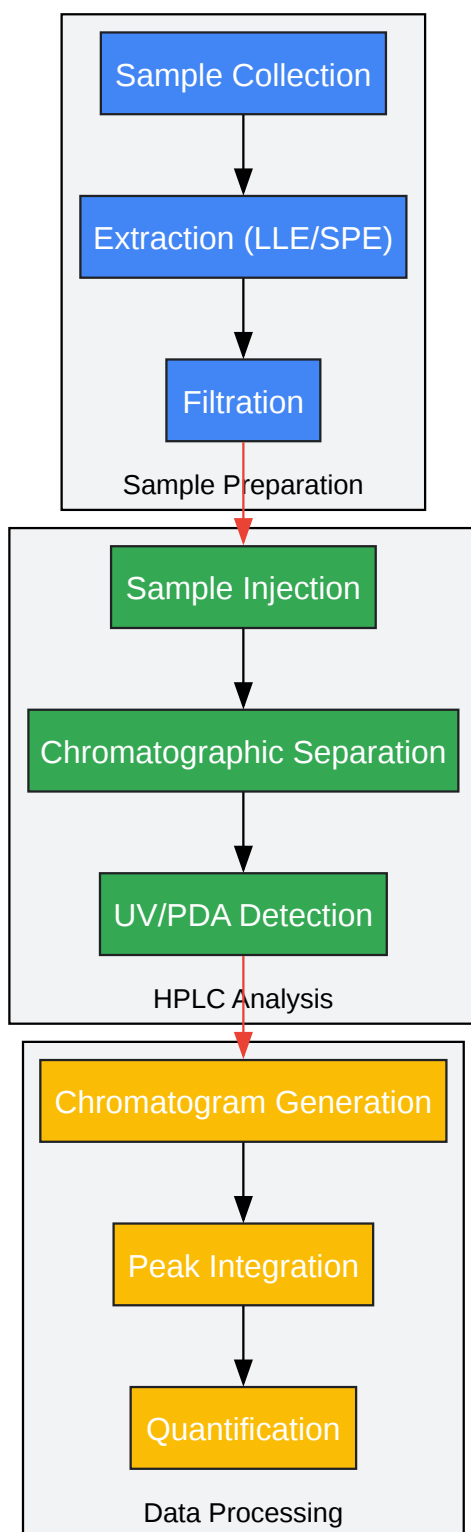 Sample Collection
Extraction (LLE/SPE)
Filtration
Sample Preparation
Sample Injection
Chromatographic Separation
UV/PDA Detection
HPLC Analysis
Chromatogram Generation
Peak Integration
Quantification
Data Processing